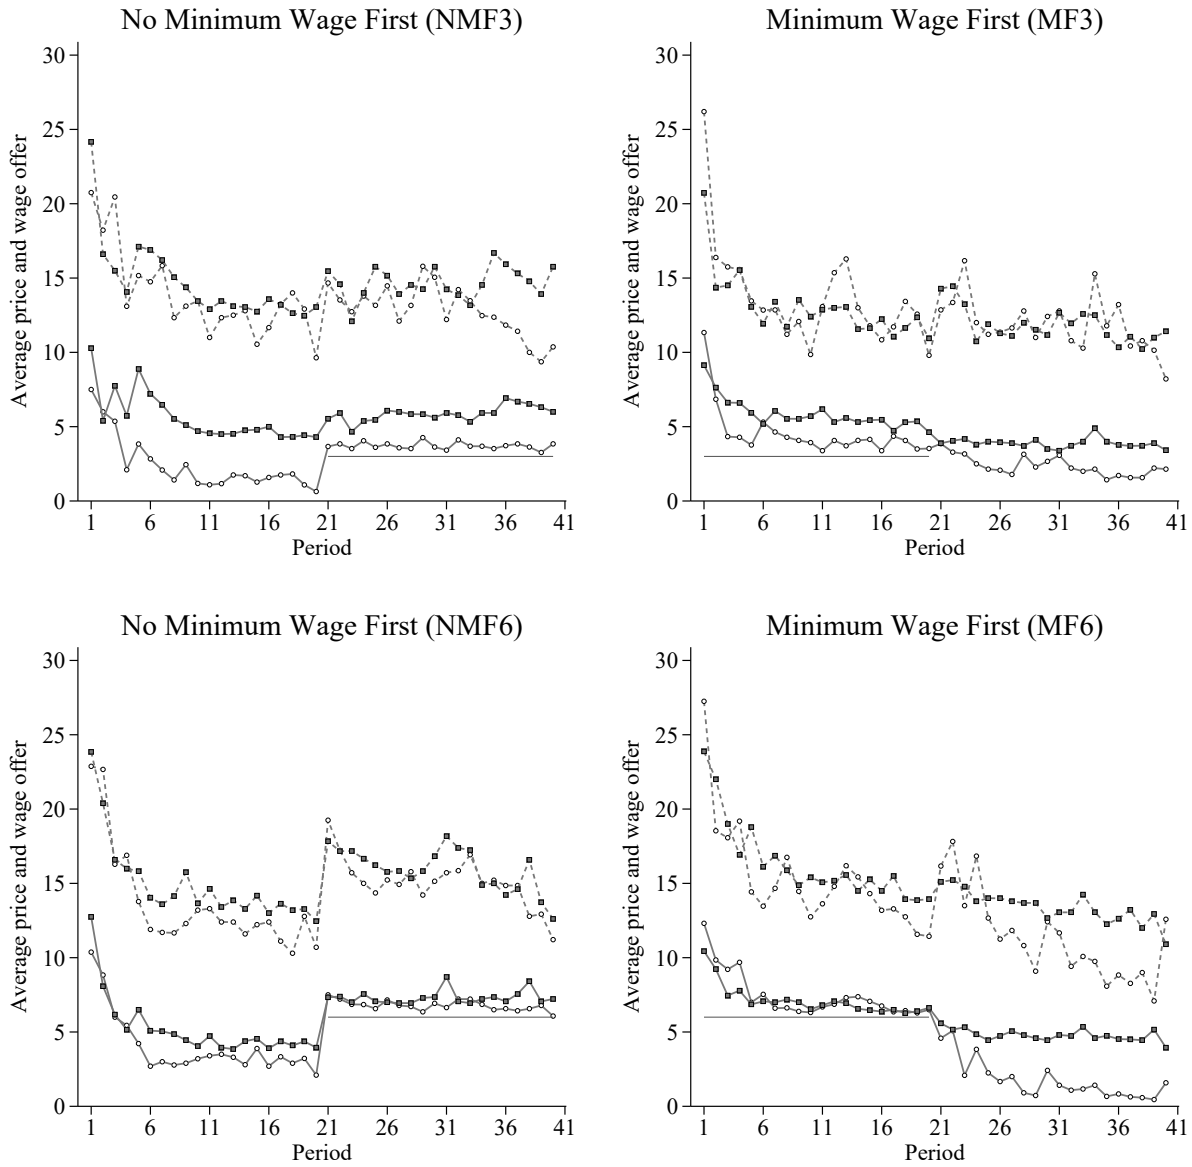 No Minimum Wage First (NMF3)
Average price and wage offer
30
25
20
15
10
5
0
1 6 11 16 21 26 31 36 41
Period
Minimum Wage First (MF3)
Average price and wage offer
30
25
20
15
10
5
0
1 6 11 16 21 26 31 36 41
Period
No Minimum Wage First (NMF6)
Average price and wage offer
30
25
20
15
10
5
0
1 6 11 16 21 26 31 36 41
Period
Minimum Wage First (MF6)
Average price and wage offer
30
25
20
15
10
5
0
1 6 11 16 21 26 31 36 41
Period